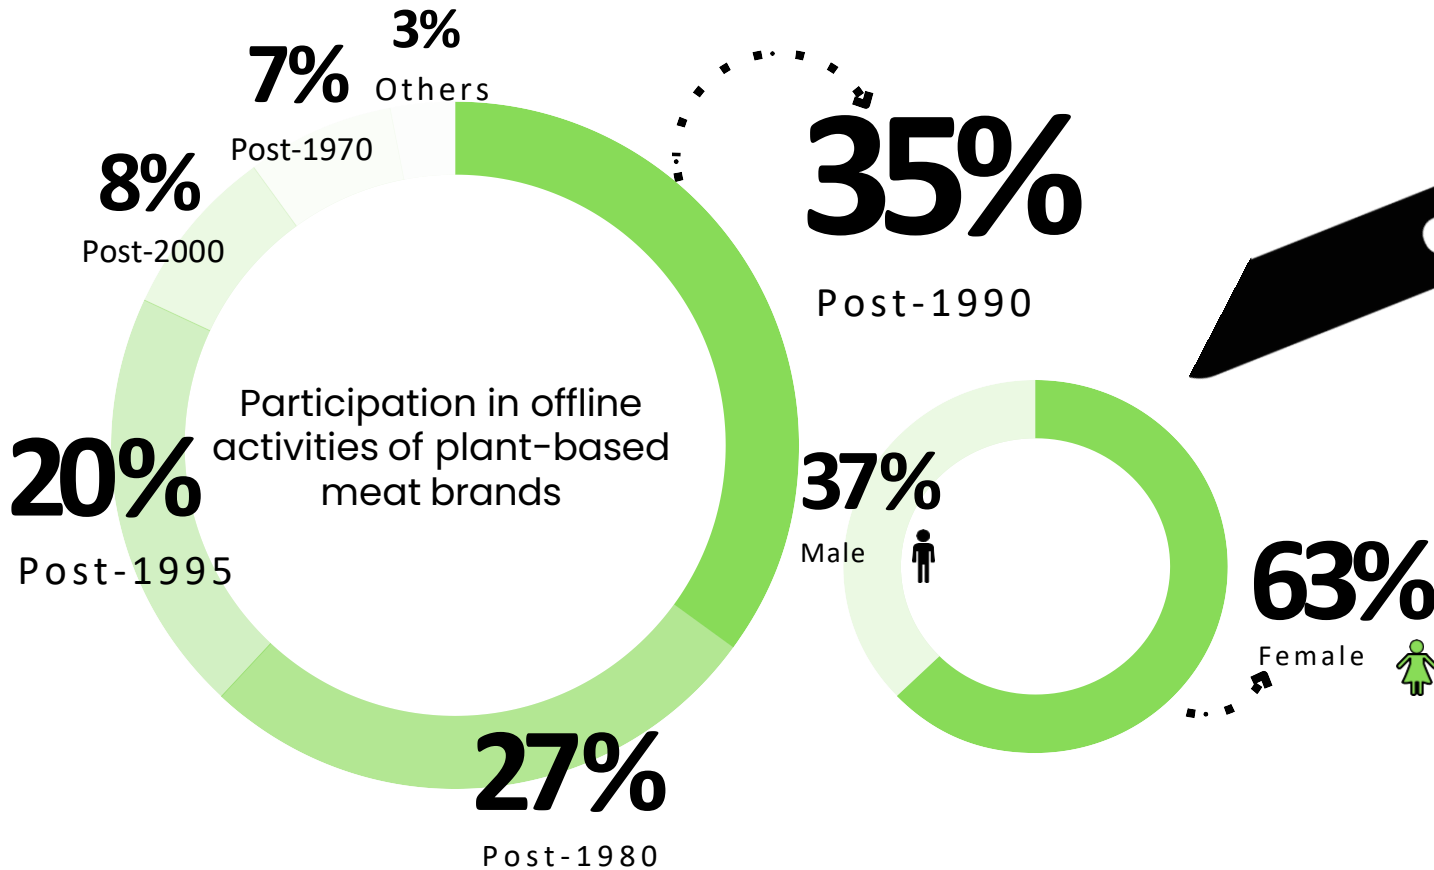 3%
Others
7%
Post-1970
8%
Post-2000
35%
Post-1990
Participation in offline
activities of plant-based
meat brands
20%
Post-1995
27%
Post-1980
37%
Male
63%
Female